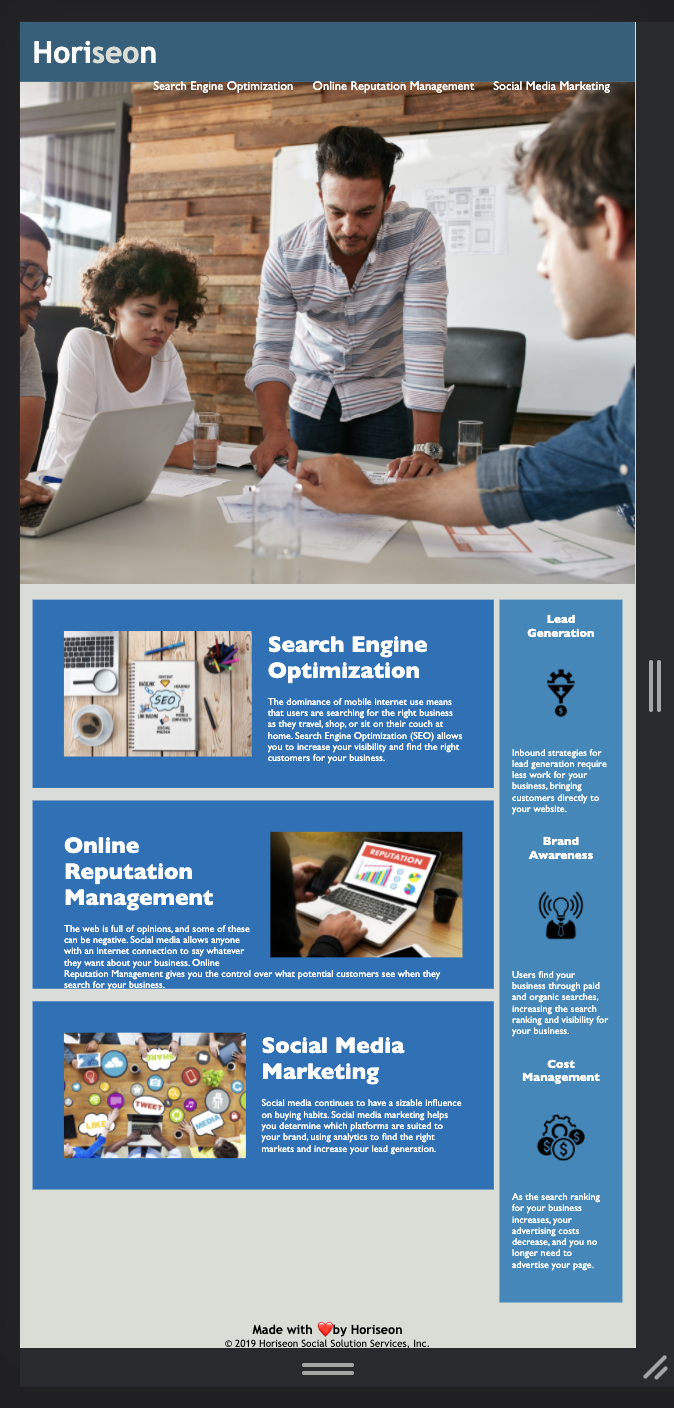 Horiseon
Search Engine Optimization Online Reputation Management Social Media Marketing
Search Engine
Optimization
The dominance of mobile internet use means
that users are searching for the right business
as they travel, shop, or sit on their couch at
home. Search Engine Optimization (SEO) allows
you to increase your visibility and find the right
customers for your business.
SEO
Online
Reputation
Management
The web is full of opinions, and some of these
can be negative. Social media allows anyone
with an internet connection to say whatever
they want about your business. Online
Reputation Management gives you the control over what potential customers see when they
search for your business.
REPUTATION
Social Media
Marketing
Social media continues to have a sizable influence
on buying habits. Social media marketing helps
you determine which platforms are suited to
your brand, using analytics to find the right
markets and increase your lead generation.
SHARE
TWEET
LIKE
MEDIA
Lead
Generation
Inbound strategies for
lead generation require
less work for your
business, bringing
customers directly to
your website.
Brand
Awareness
Users find your
business through paid
and organic searches,
increasing the search
ranking and visibility for
your business.
Cost
Management
As the search ranking
for your business
increases, your
advertising costs
decrease, and you no
longer need to
advertise your page.
Made with ❤️by Horiseon
© 2019 Horiseon Social Solution Services, Inc.